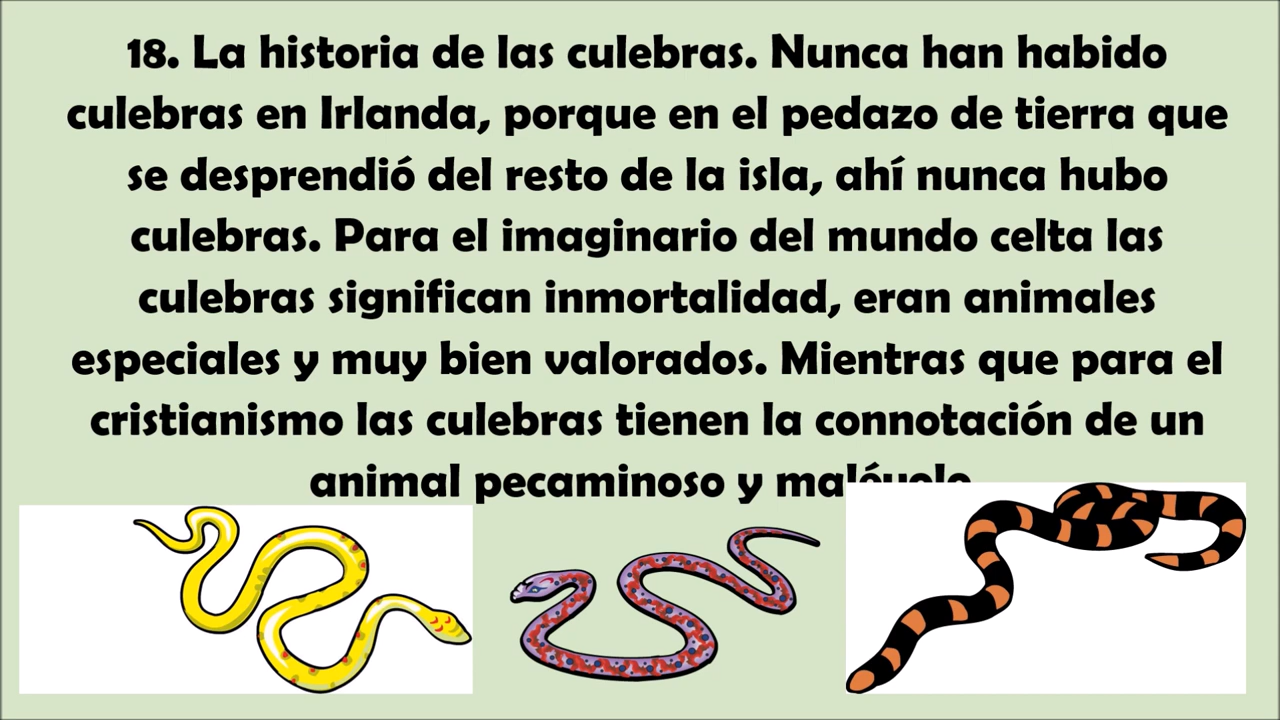 18. La historia de las culebras. Nunca han habido
culebras en Irlanda, porque en el pedazo de tierra que
se desprendió del resto de la isla, ahí nunca hubo
culebras. Para el imaginario del mundo celta las
culebras significan inmortalidad, eran animales
especiales y muy bien valorados. Mientras que para el
cristianismo las culebras tienen la connotación de un
animal pecaminoso y malévolo